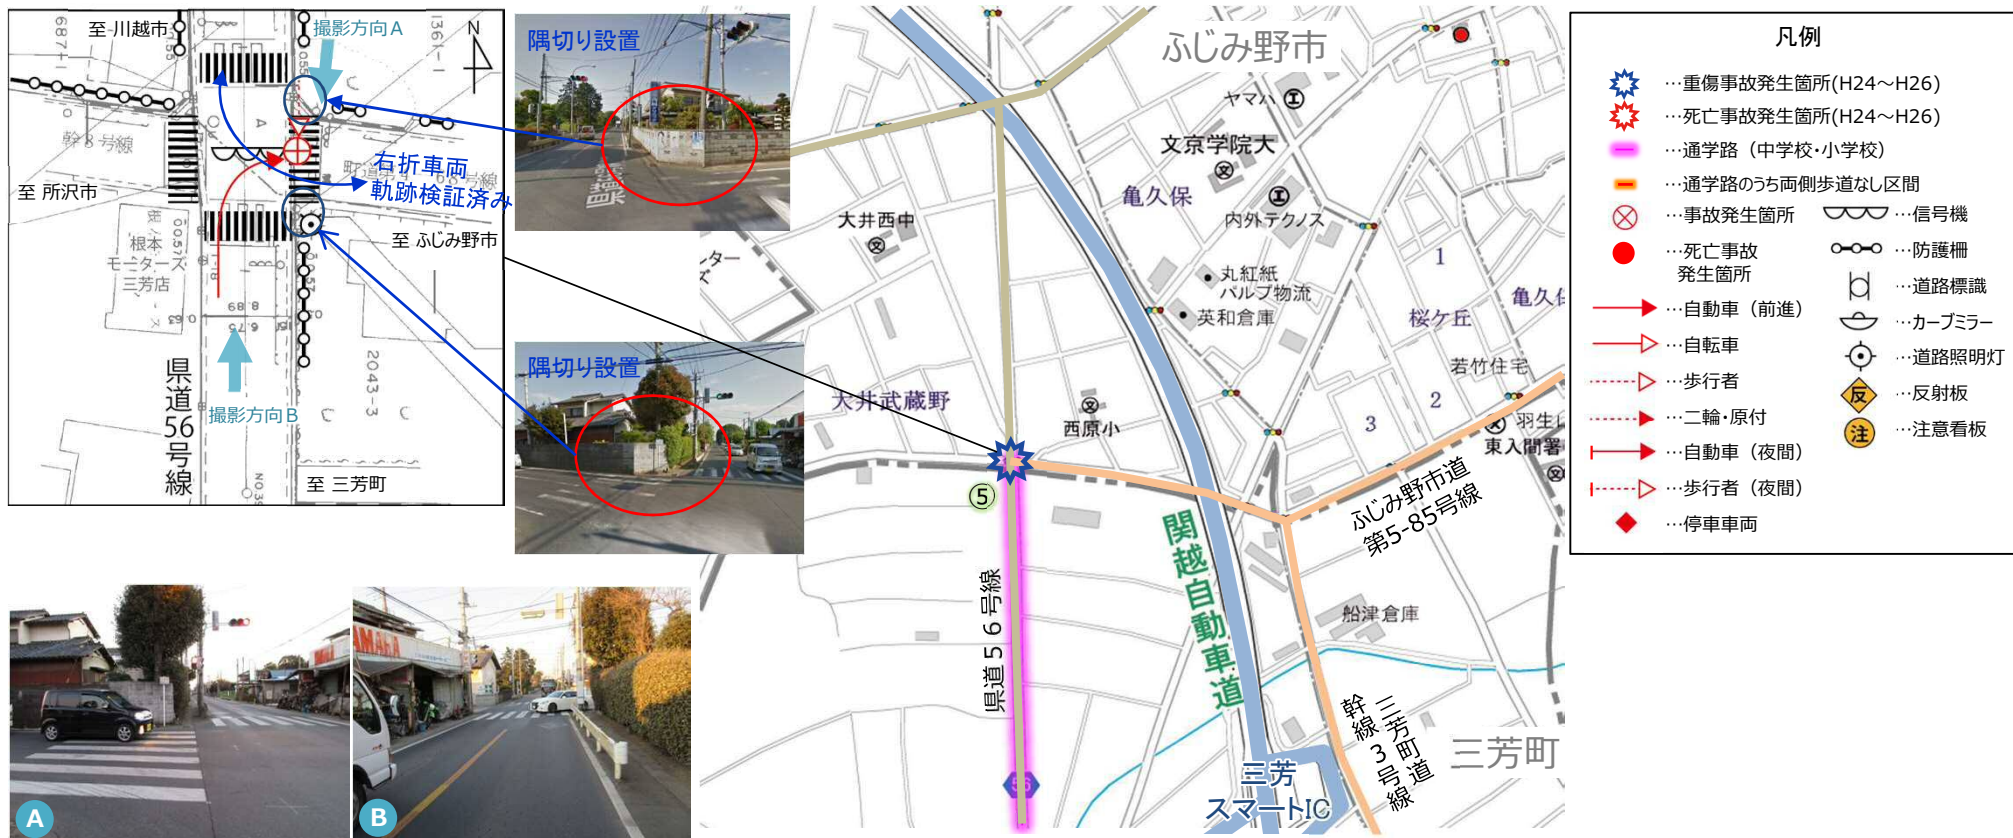 至 川越市
撮影方向A
N
687-1
1361-1
幹 8 号線
至 所沢市
右折車両
軌跡検証済み
根本
モータース
三芳店
至 ふじみ野市
8.89
6.75
2043-3
県道56号線
撮影方向B
至 三芳町
隅切り設置
隅切り設置
A
B
ふじみ野市
ヤマハ
文京学院大
亀久保
内外テクノス
大井西中
丸紅紙
パルプ物流
英和倉庫
1
亀久
桜ケ丘
若竹住宅
2
3
羽生
東入間署
大井武蔵野
西原小
⑤
ふじみ野市道
第5-85号線
関越自動車道
県道56号線
船津倉庫
三芳町道
幹線3号線
三芳町
三芳
スマートIC
56
凡例
…重傷事故発生箇所(H24～H26)
…死亡事故発生箇所(H24～H26)
…通学路（中学校・小学校）
…通学路のうち両側歩道なし区間
…事故発生箇所
…信号機
…死亡事故
発生箇所
…防護柵
…道路標識
…自動車（前進）
…カーブミラー
…自転車
…道路照明灯
…歩行者
反
…反射板
…二輪・原付
注
…注意看板
…自動車（夜間）
…歩行者（夜間）
…停車車両